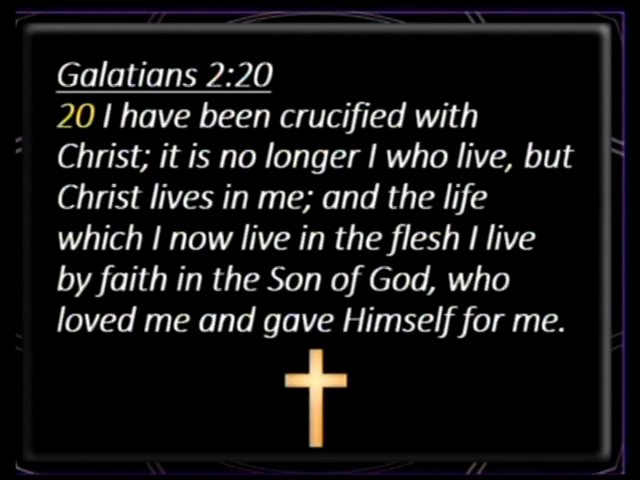 Galatians 2:20
20 I have been crucified with
Christ; it is no longer I who live, but
Christ lives in me; and the life
which I now live in the flesh I live
by faith in the Son of God, who
loved me and gave Himself for me.